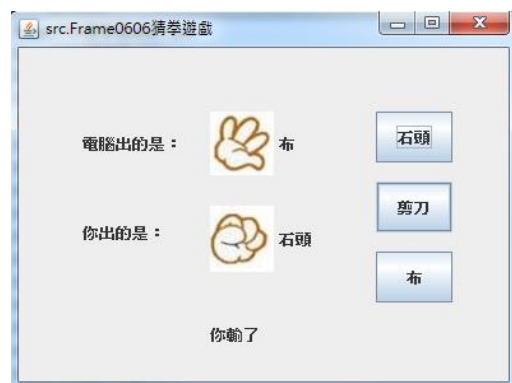 src.Frame0606猜拳遊戲
電腦出的是：
布
石頭
剪刀
你出的是：
石頭
布
你輸了